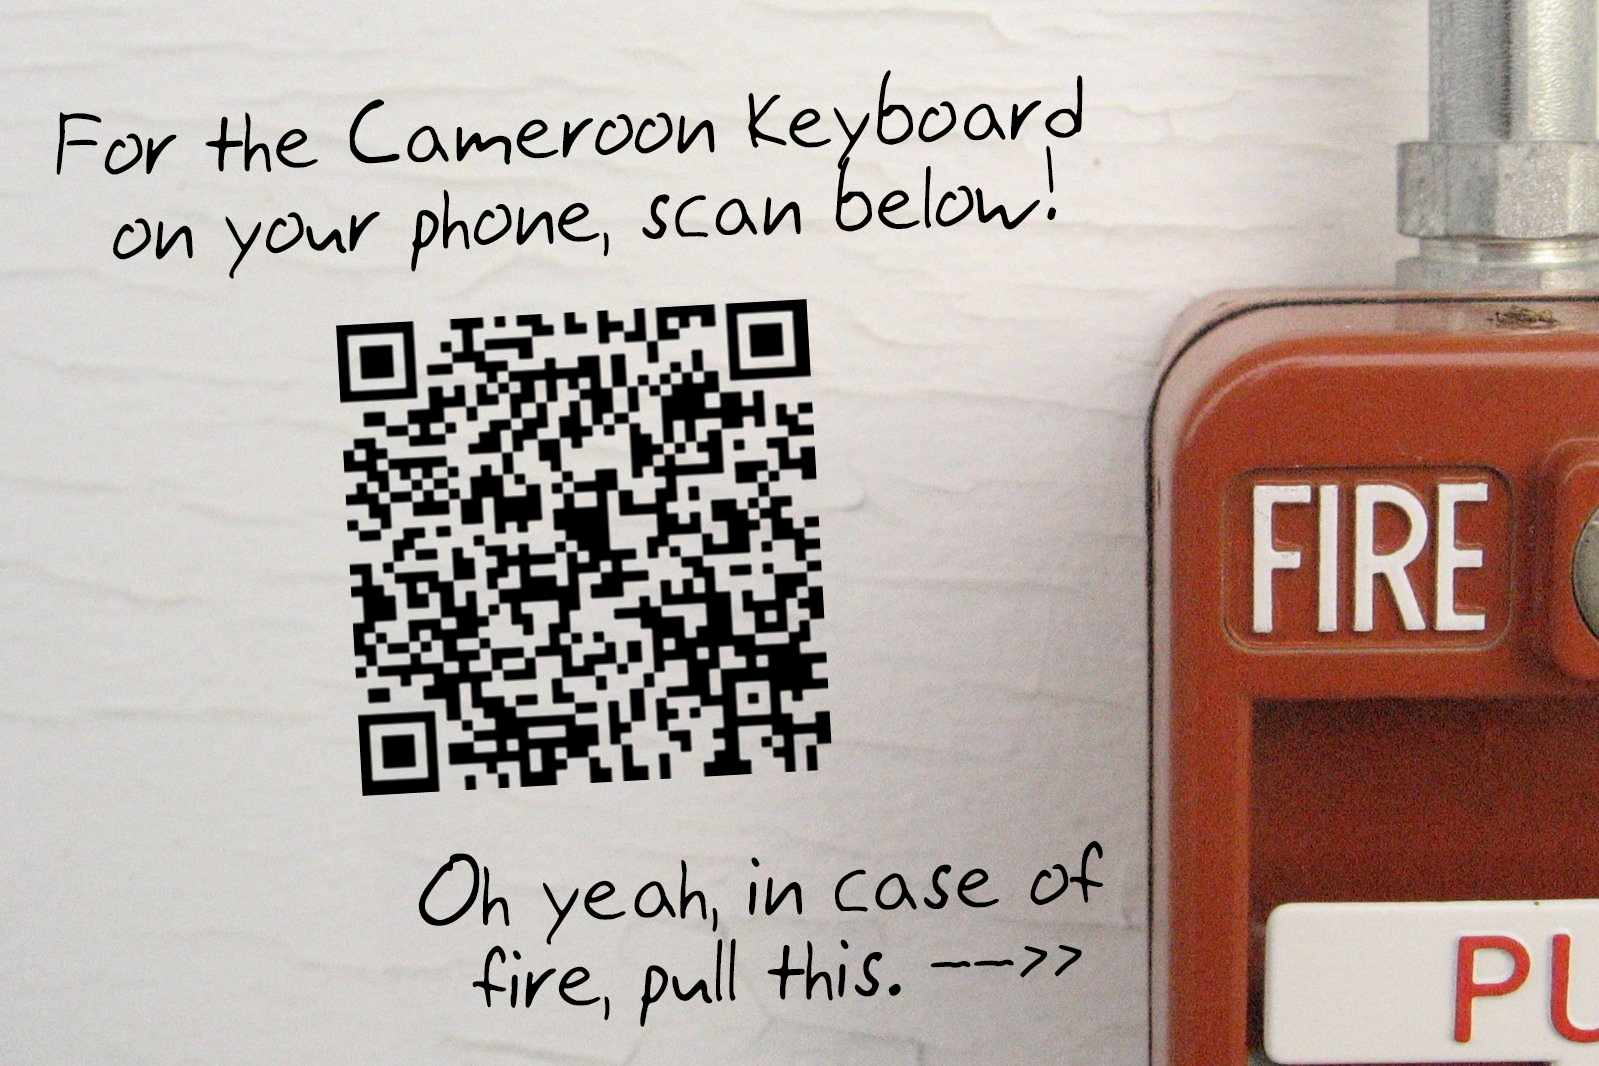 For the Cameroon Keyboard
on your phone, scan below!
Oh yeah, in case of
fire, pull this. -->>
FIRE
PU